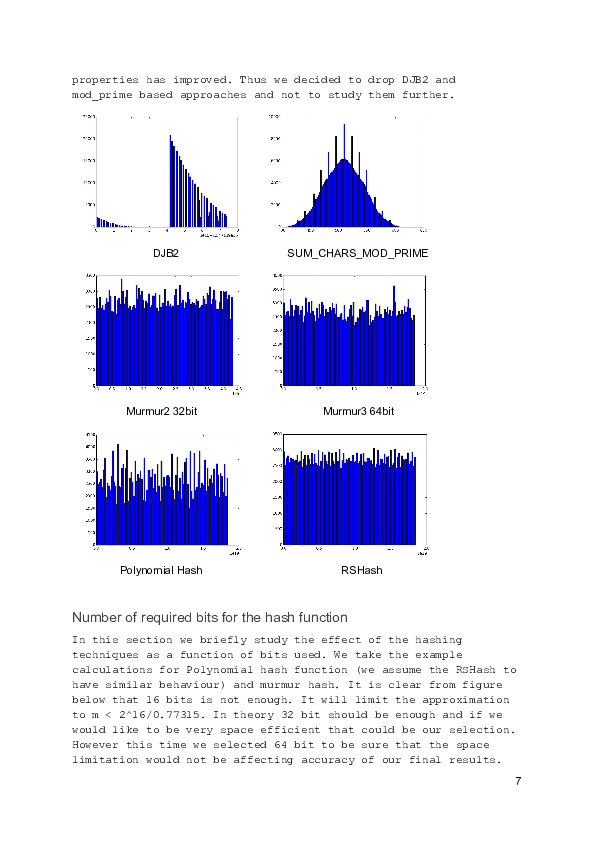 properties has improved. Thus we decided to drop DJB2 and
mod_prime based approaches and not to study them further.
DJB2
SUM_CHARS_MOD_PRIME
Murmur2 32bit
Murmur3 64bit
Polynomial Hash
RSHash
Number of required bits for the hash function
In this section we briefly study the effect of the hashing
techniques as a function of bits used. We take the example
calculations for Polynomial hash function (we assume the RSHash to
have similar behaviour) and murmur hash. It is clear from figure
below that 16 bits is not enough. It will limit the approximation
to m < 2^16/0.77315. In theory 32 bit should be enough and if we
would like to be very space efficient that could be our selection.
However this time we selected 64 bit to be sure that the space
limitation would not be affecting accuracy of our final results.
7